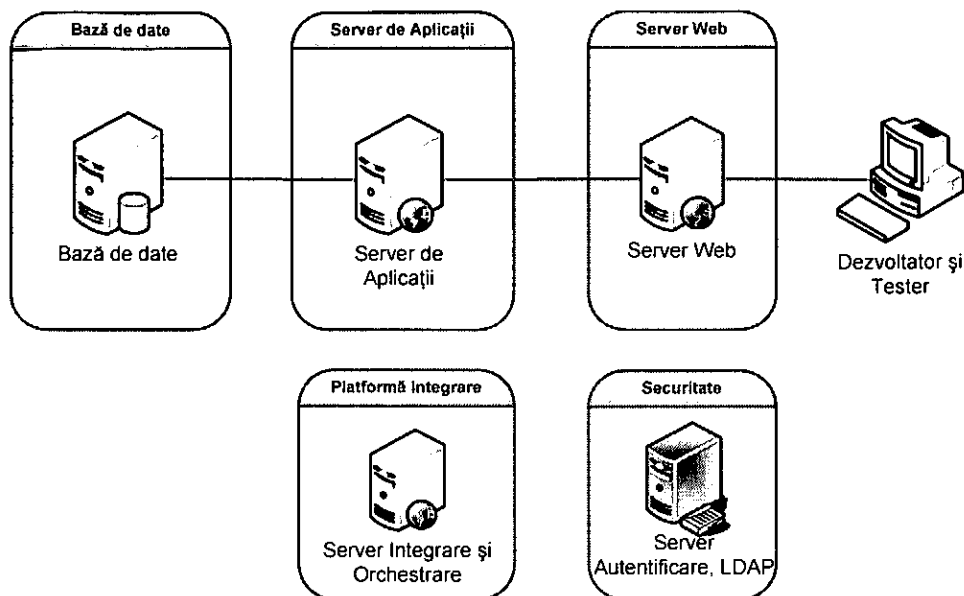 Bază de date
Server de Aplicaţii
Server Web
Bază de date
Server de
Aplicaţii
Server Web
Dezvoltator şi
Tester
Platformă Integrare
Securitate
Server Integrare şi
Orchestrare
Server
Autentificare, LDAP